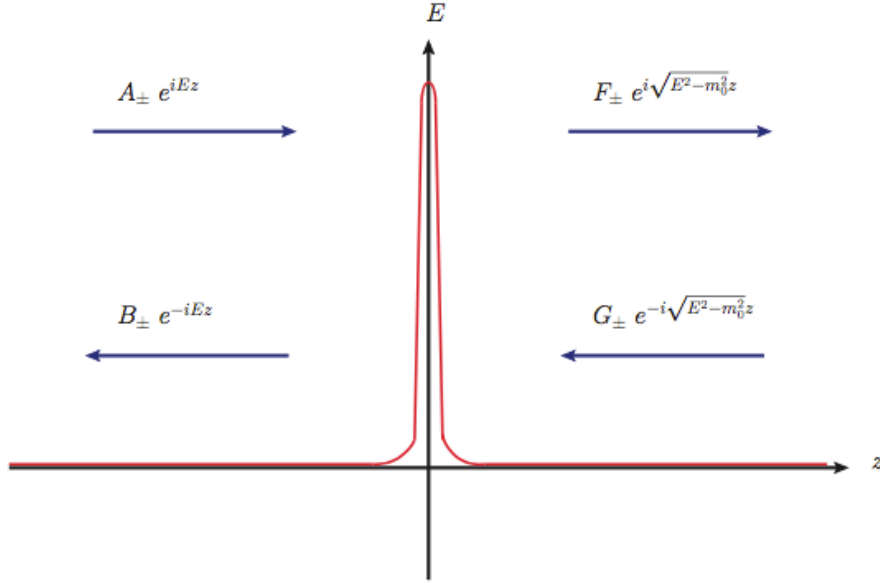 E
A± e^{iEz}
F± e^{i√(E²−m₀²)z}
B± e^{−iEz}
G± e^{−i√(E²−m₀²)z}
z